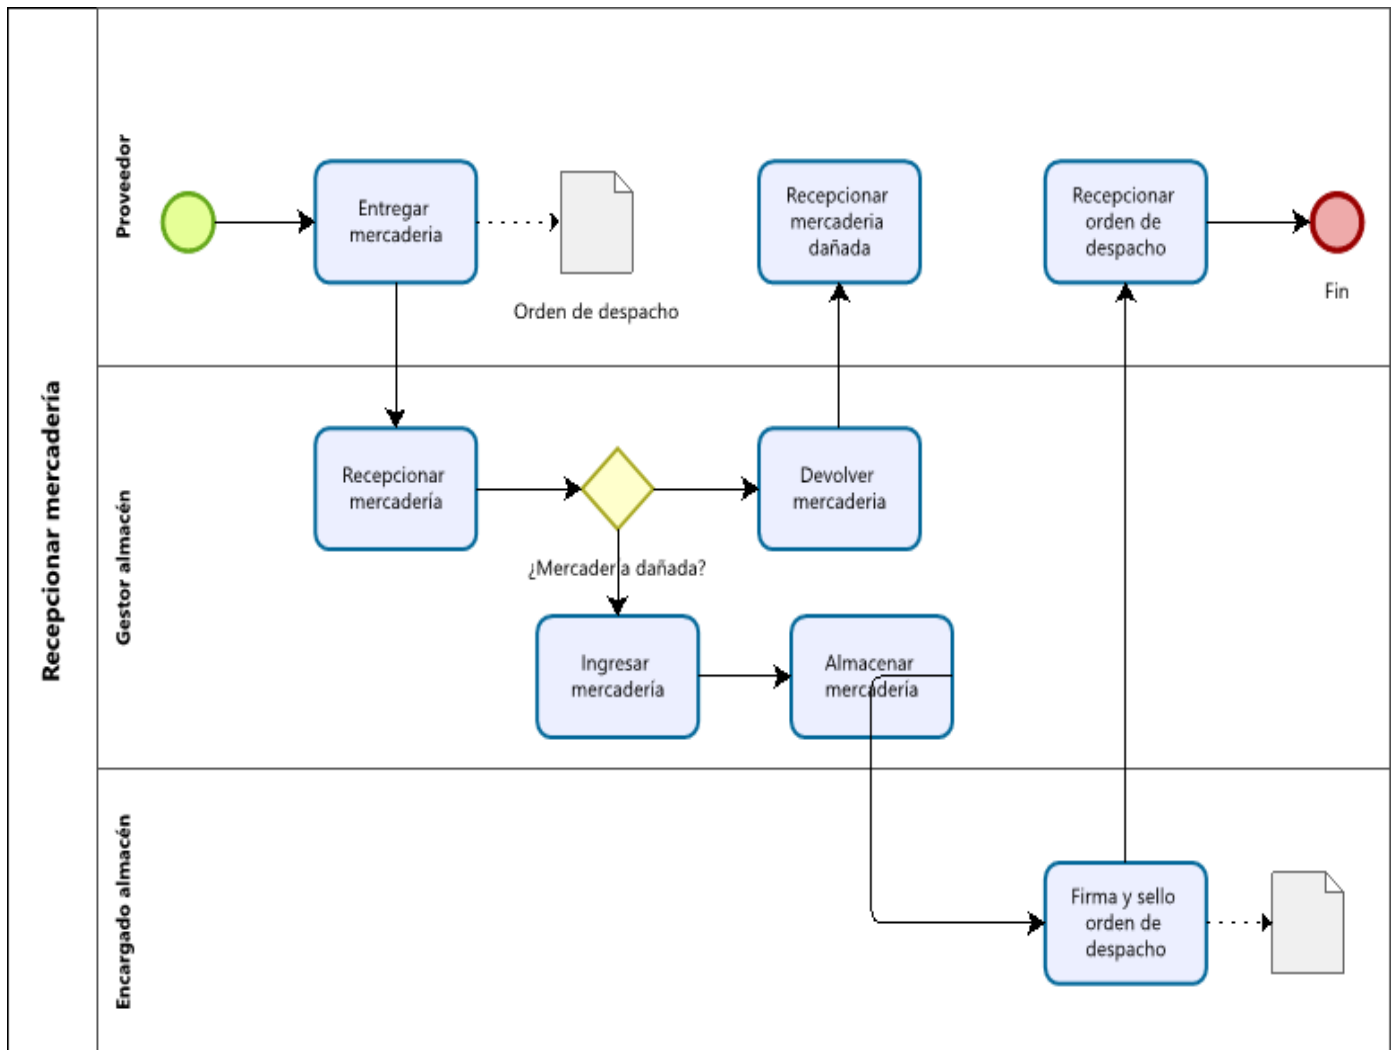 Recepcionar mercadería
Proveedor
Entregar
mercaderia
Orden de despacho
Recepcionar
mercaderia
dañada
Recepcionar
orden de
despacho
Fin
Gestor almacén
Recepcionar
mercadería
¿Mercadería dañada?
Devolver
mercaderia
Ingresar
mercadería
Almacenar
mercadería
Encargado almacén
Firma y sello
orden de
despacho